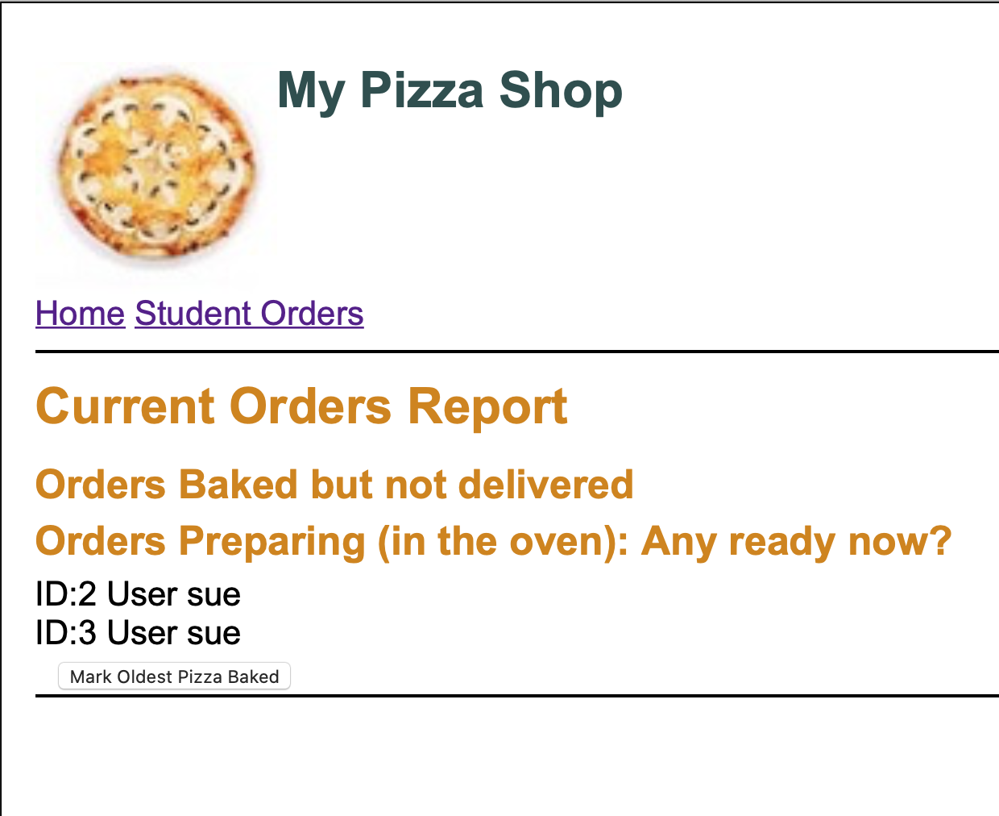 My Pizza Shop
Home Student Orders
Current Orders Report
Orders Baked but not delivered
Orders Preparing (in the oven): Any ready now?
ID:2 User sue
ID:3 User sue
Mark Oldest Pizza Baked